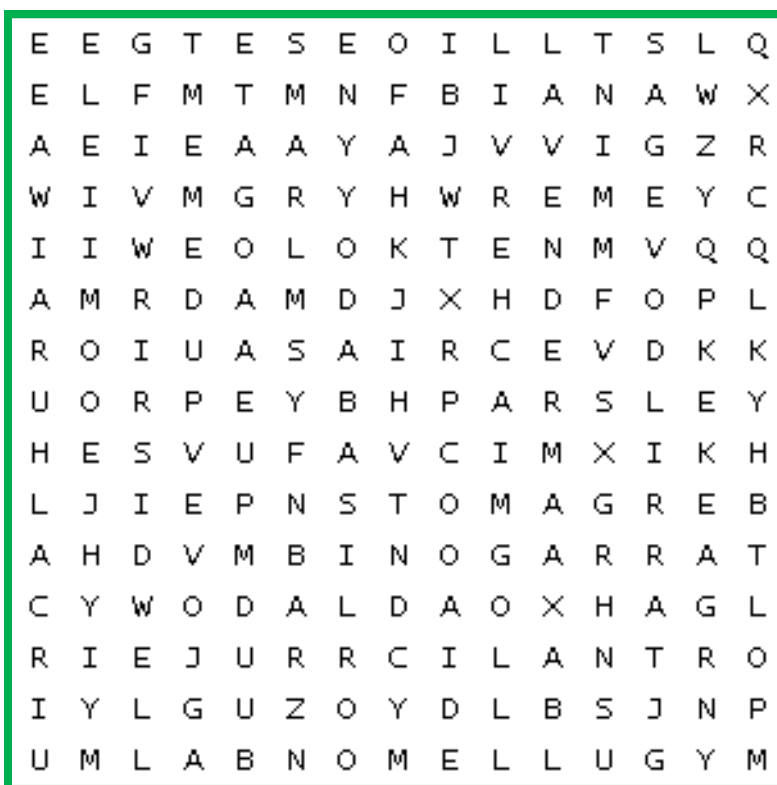 E E G T E S E O I L L T S L Q
E L F M T M N F B I A N A W X
A E I E A A Y A J V V I G Z R
W I V M G R Y H W R E M E Y C
I I W E O L O K T E N M V Q Q
A M R D A M D J X H D F O P L
R O I U A S A I R C E V D K K
U O R P E Y B H P A R S L E Y
H E S V U F A V C I M X I K H
L J I E P N S T O M A G R E B
A H D V M B I N O G A R R A T
C Y W O D A L D A O X H A G L
R I E J U R R C I L A N T R O
I Y L G U Z O Y D L B S J N P
U M L A B N O M E L L U G Y M